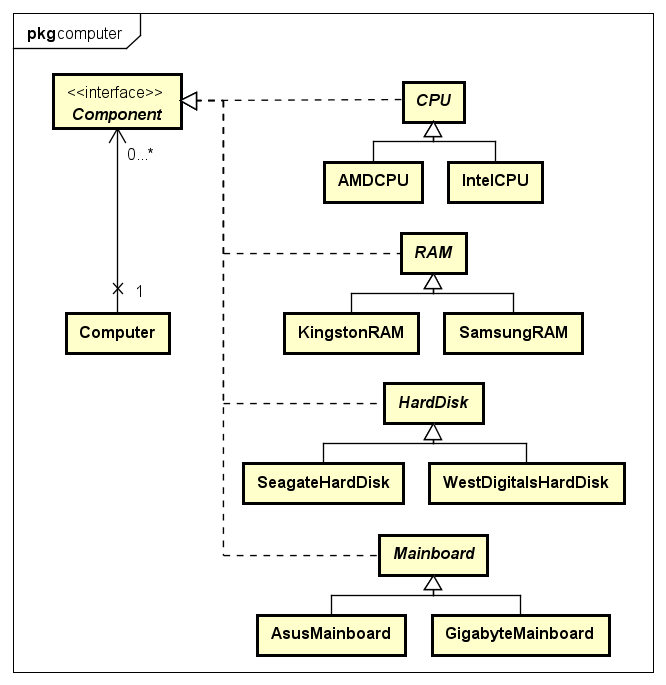 pkg computer
<<interface>>
Component
CPU
0...*
AMDCPU
IntelCPU
RAM
1
Computer
KingstonRAM
SamsungRAM
HardDisk
SeagateHardDisk
WestDigitalsHardDisk
Mainboard
AsusMainboard
GigabyteMainboard